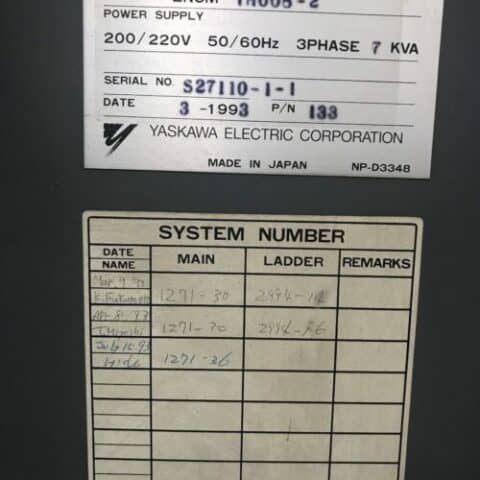 POWER SUPPLY
200/220V 50/60Hz 3PHASE 7 KVA
SERIAL NO. S27110-1-1
DATE 3 -1993 P/N 133
YASKAWA ELECTRIC CORPORATION
MADE IN JAPAN NP-D3348
SYSTEM NUMBER
DATE
NAME MAIN LADDER REMARKS
1271-30 2994-
1271-30
1271-36